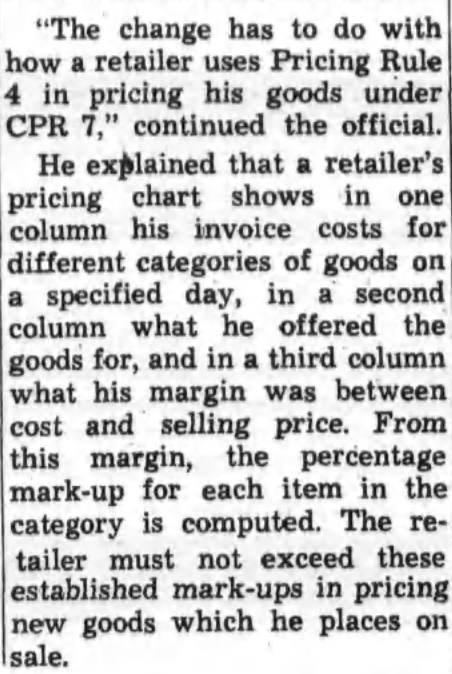 "The change has to do with
how a retailer uses Pricing Rule
4 in pricing his goods under
CPR 7," continued the official.
He explained that a retailer's
pricing chart shows in one
column his invoice costs for
different categories of goods on
a specified day, in a second
column what he offered the
goods for, and in a third column
what his margin was between
cost and selling price. From
this margin, the percentage
mark-up for each item in the
category is computed. The re-
tailer must not exceed these
established mark-ups in pricing
new goods which he places on
sale.